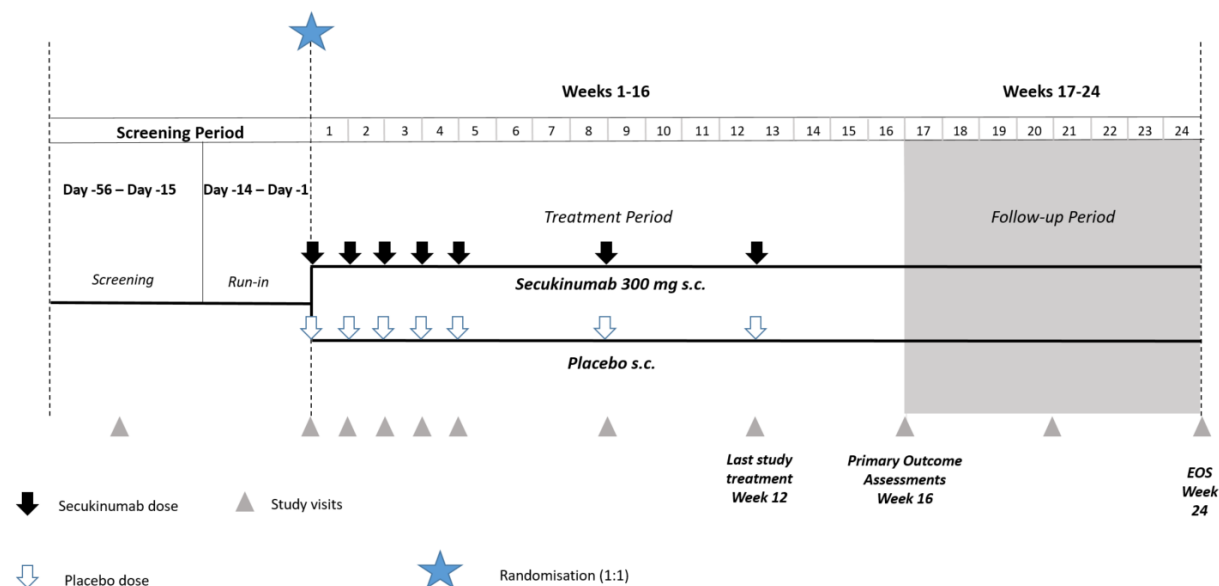 Weeks 1-16
Weeks 17-24
Screening Period
1 2 3 4 5 6 7 8 9 10 11 12 13 14 15 16 17 18 19 20 21 22 23 24
Day -56 – Day -15
Day -14 – Day -1
Treatment Period
Follow-up Period
Screening
Run-in
Secukinumab 300 mg s.c.
Placebo s.c.
Last study
treatment
Week 12
Primary Outcome
Assessments
Week 16
EOS
Week
24
Secukinumab dose
Study visits
Placebo dose
Randomisation (1:1)